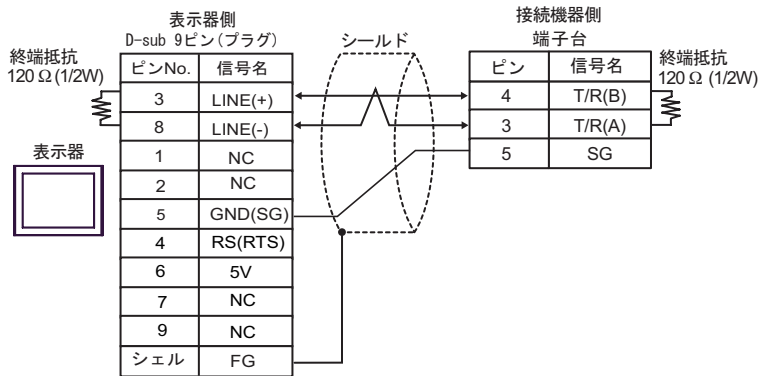 表示器側
D-sub 9ピン(プラグ)
シールド
接続機器側
端子台
終端抵抗
120 Ω (1/2W)
ピンNo. 信号名
3 LINE(+)
8 LINE(-)
1 NC
2 NC
5 GND(SG)
4 RS(RTS)
6 5V
7 NC
9 NC
シェル FG
表示器
ピン 信号名
4 T/R(B)
3 T/R(A)
5 SG
終端抵抗
120 Ω (1/2W)